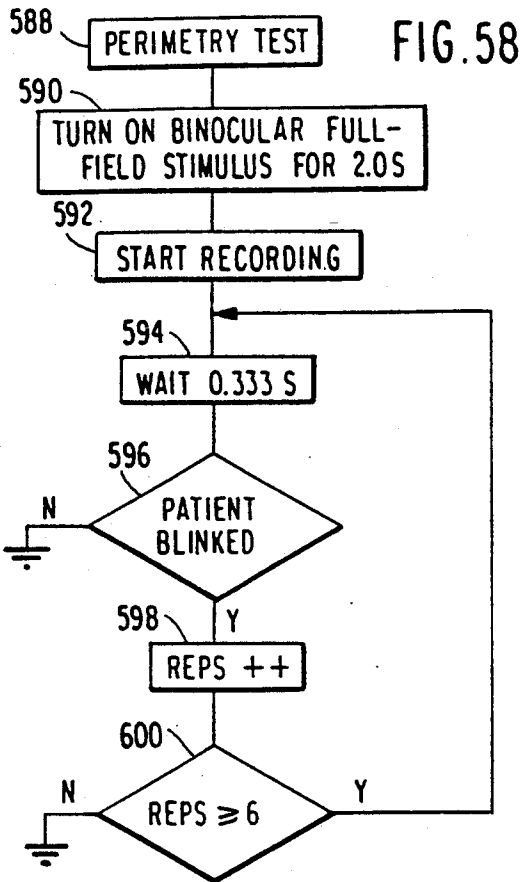 588
PERIMETRY TEST
FIG.58
590
TURN ON BINOCULAR FULL-
FIELD STIMULUS FOR 2.0S
592
START RECORDING
594
WAIT 0.333 S
596
N
PATIENT
BLINKED
Y
598
REPS ++
600
N
REPS ⩾ 6
Y